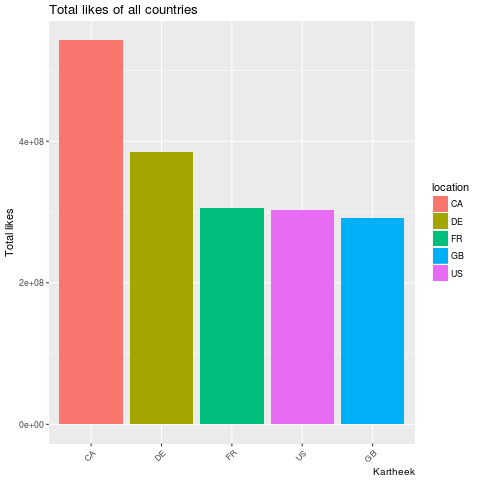 Total likes of all countries
Total likes
4e+08
2e+08
0e+00
CA
DE
FR
US
GB
Kartheek
location
CA
DE
FR
GB
US